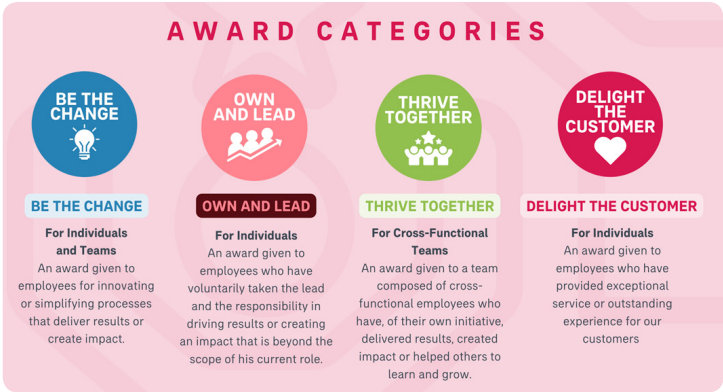 AWARD CATEGORIES
BE THE
CHANGE
OWN
AND LEAD
THRIVE
TOGETHER
DELIGHT
THE
CUSTOMER
BE THE CHANGE
For Individuals
and Teams
An award given to
employees for innovating
or simplifying processes
that deliver results or
create impact.
OWN AND LEAD
For Individuals
An award given to
employees who have
voluntarily taken the lead
and the responsibility in
driving results or creating
an impact that is beyond the
scope of his current role.
THRIVE TOGETHER
For Cross-Functional
Teams
An award given to a team
composed of cross-
functional employees who
have, of their own initiative,
delivered results, created
impact or helped others to
learn and grow.
DELIGHT THE CUSTOMER
For Individuals
An award given to
employees who have
provided exceptional
service or outstanding
experience for our
customers